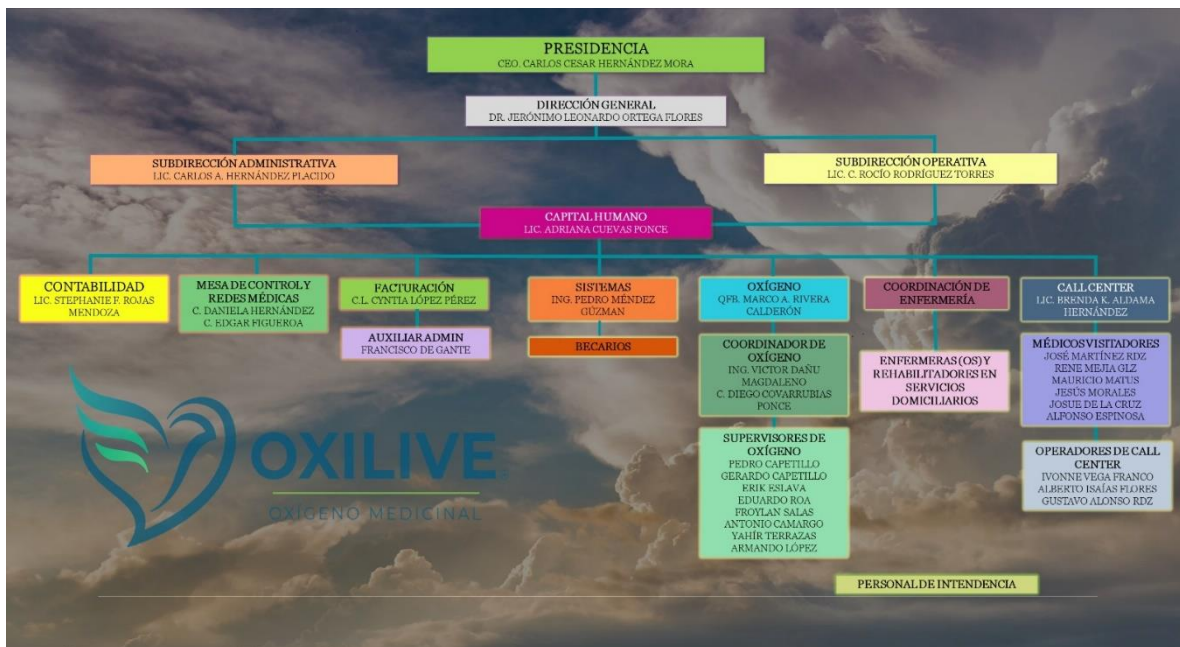 PRESIDENCIA
CEO. CARLOS CESAR HERNÁNDEZ MORA
DIRECCIÓN GENERAL
DR. JERÓNIMO LEONARDO ORTEGA FLORES
SUBDIRECCIÓN ADMINISTRATIVA
LIC. CARLOS A. HERNÁNDEZ PLACIDO
SUBDIRECCIÓN OPERATIVA
LIC. C. ROCÍO RODRÍGUEZ TORRES
CAPITAL HUMANO
LIC. ADRIANA CUEVAS PONCE
CONTABILIDAD
LIC. STEPHANIE F. ROJAS
MENDOZA
MESA DE CONTROL Y
REDES MÉDICAS
C. DANIELA HERNÁNDEZ
C. EDGAR FIGUEROA
FACTURACIÓN
C.L. CYNTIA LÓPEZ PÉREZ
AUXILIAR ADMIN
FRANCISCO DE GANTE
SISTEMAS
ING. PEDRO MÉNDEZ
GÚZMAN
BECARIOS
OXÍGENO
QFB. MARCO A. RIVERA
CALDERÓN
COORDINADOR DE
OXÍGENO
ING. VICTOR DAÑU
MAGDALENO
C. DIEGO COVARRUBIAS
PONCE
SUPERVISORES DE
OXÍGENO
PEDRO CAPETILLO
GERARDO CAPETILLO
ERIK ESLAVA
EDUARDO ROA
FROYLAN SALAS
ANTONIO CAMARGO
YAHÍR TERRAZAS
ARMANDO LÓPEZ
COORDINACIÓN DE
ENFERMERÍA
ENFERMERAS (OS) Y
REHABILITADORES EN
SERVICIOS
DOMICILIARIOS
CALL CENTER
LIC. BRENDA K. ALDAMA
HERNÁNDEZ
MÉDICOS VISITADORES
JOSÉ MARTÍNEZ RDZ
RENE MEJIA GLZ
MAURICIO MATUS
JESÚS MORALES
JOSUE DE LA CRUZ
ALFONSO ESPINOSA
OPERADORES DE CALL
CENTER
IVONNE VEGA FRANCO
ALBERTO ISAÍAS FLORES
GUSTAVO ALONSO RDZ
PERSONAL DE INTENDENCIA
OXILIVE
OXÍGENO MEDICINAL